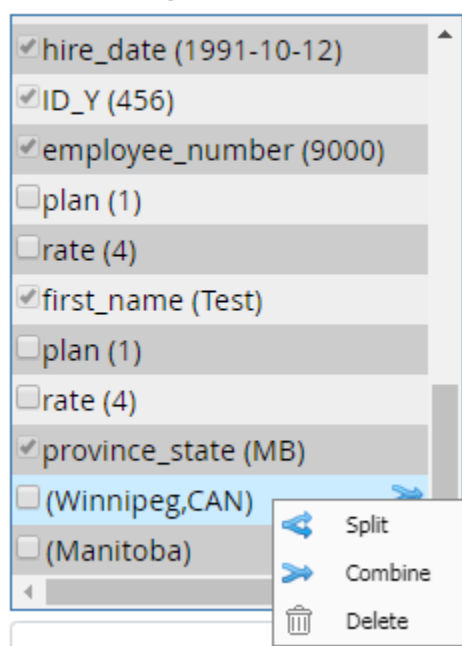 hire_date (1991-10-12)
ID_Y (456)
employee_number (9000)
plan (1)
rate (4)
first_name (Test)
plan (1)
rate (4)
province_state (MB)
(Winnipeg,CAN)
(Manitoba)
Split
Combine
Delete